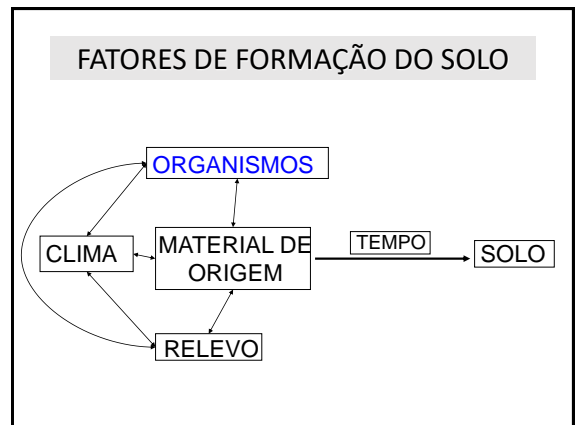 FATORES DE FORMAÇÃO DO SOLO
ORGANISMOS
CLIMA
MATERIAL DE
ORIGEM
TEMPO
SOLO
RELEVO